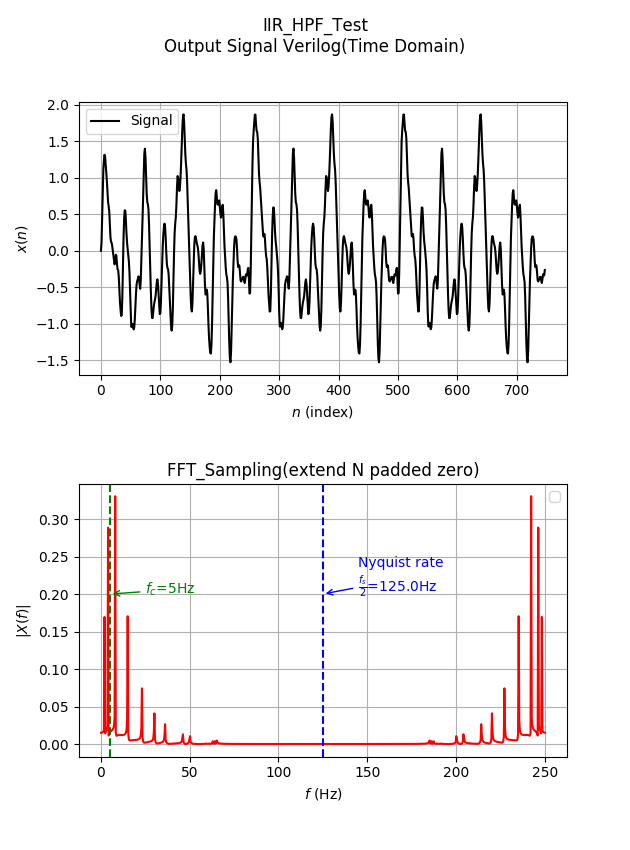 IIR_HPF_Test
Output Signal Verilog(Time Domain)
2.0
1.5
1.0
0.5
0.0
−0.5
−1.0
−1.5
x(n)
Signal
0 100 200 300 400 500 600 700
n (index)
FFT_Sampling(extend N padded zero)
0.30
0.25
0.20
0.15
0.10
0.05
0.00
|X(f)|
Nyquist rate
f_c=5Hz
f_s/2=125.0Hz
0 50 100 150 200 250
f (Hz)